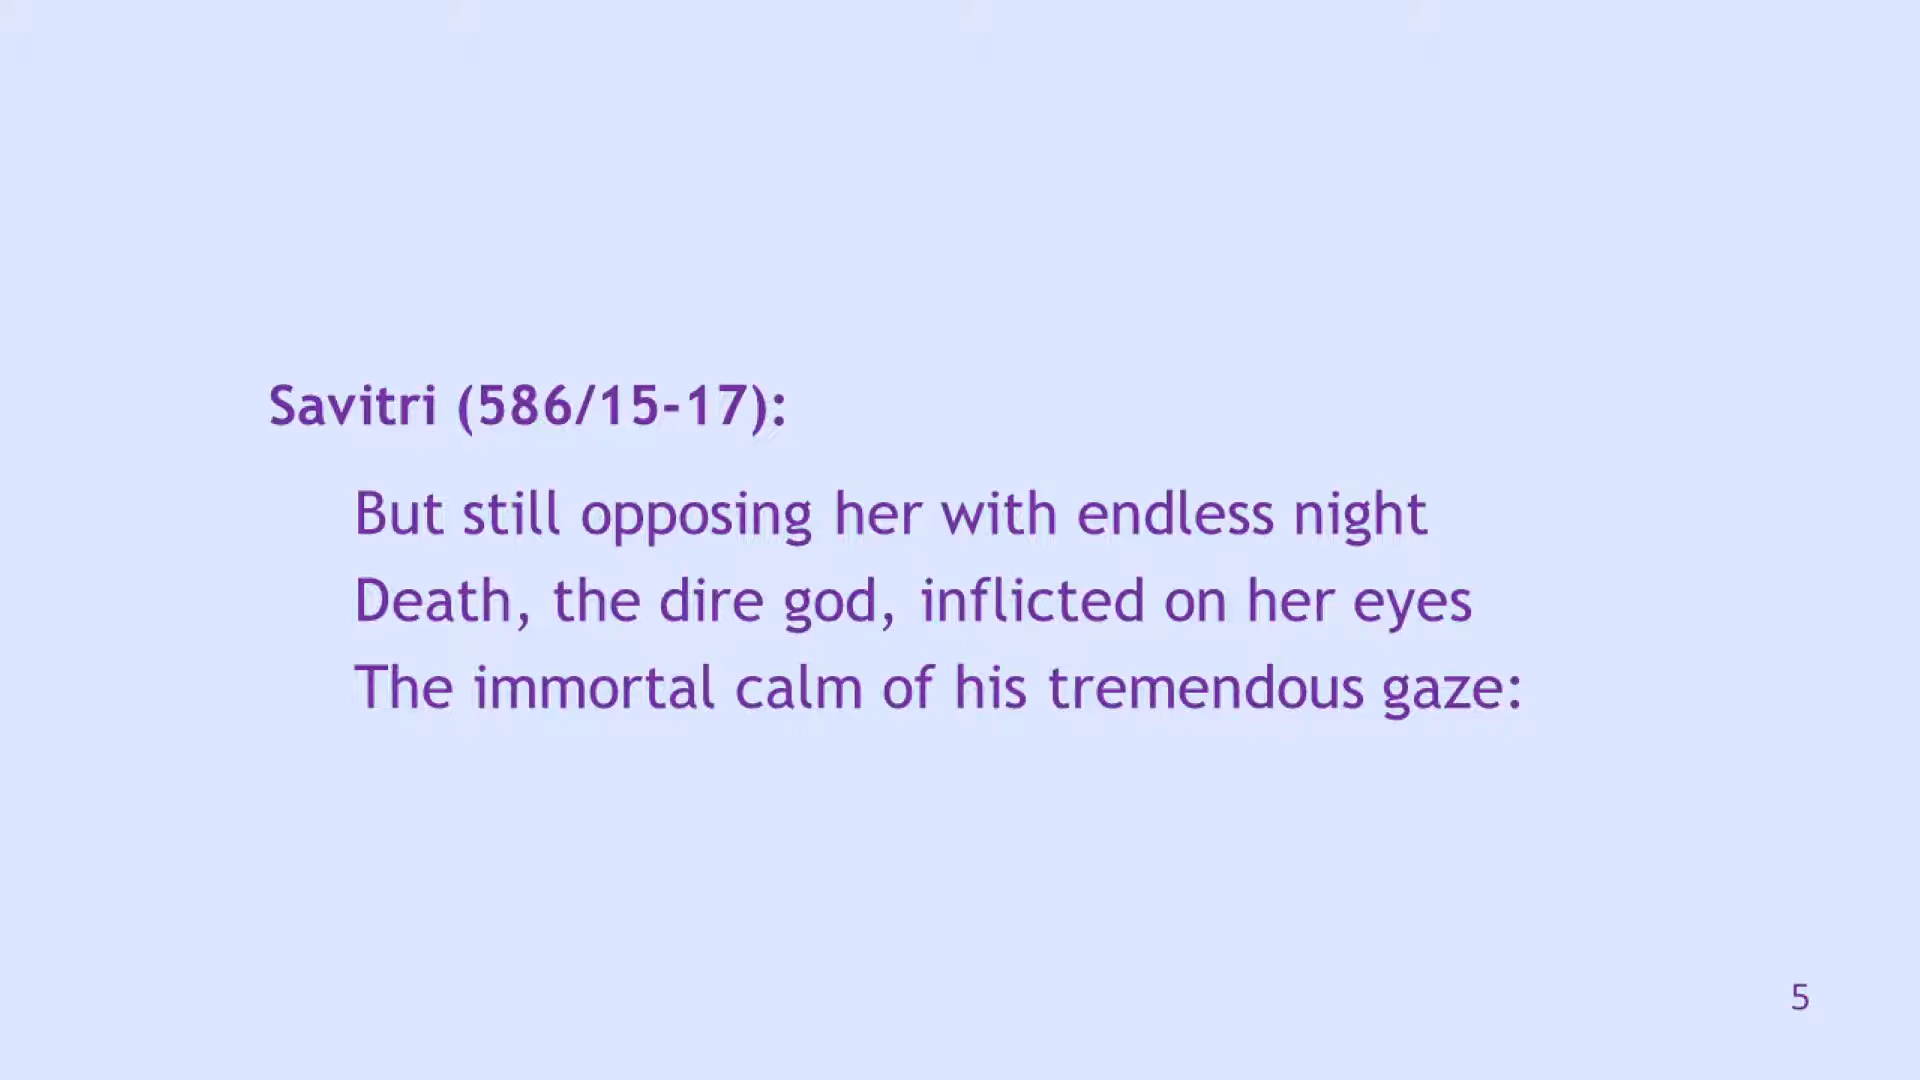 Savitri (586/15-17):
But still opposing her with endless night
Death, the dire god, inflicted on her eyes
The immortal calm of his tremendous gaze:
5